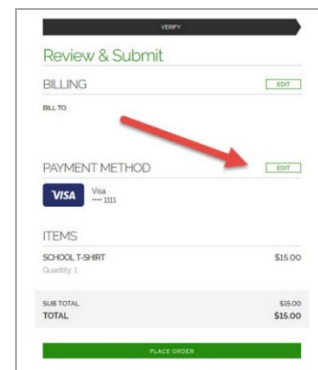 VERIFY
Review & Submit
BILLING EDIT
BILL TO:
PAYMENT METHOD EDIT
VISA Visa
•••• 1111
ITEMS
SCHOOL T-SHIRT $15.00
Quantity: 1
SUB TOTAL $15.00
TOTAL $15.00
PLACE ORDER